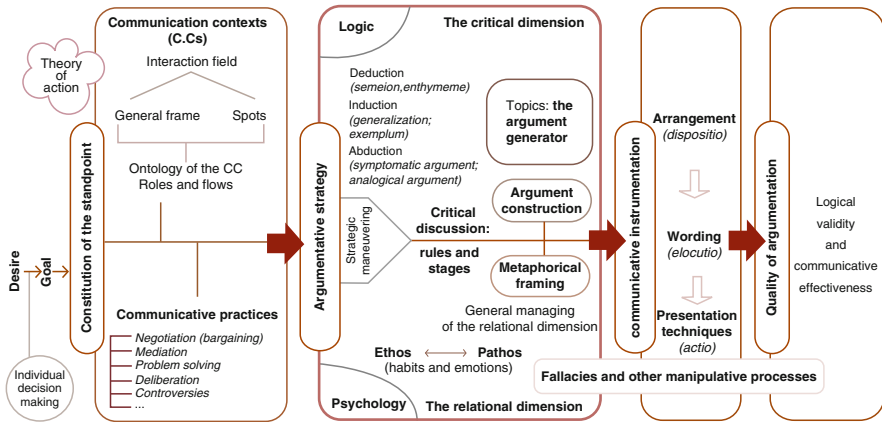 Theory
of
action
Desire
Goal
Individual
decision
making
Constitution of the standpoint
Communication contexts
(C.Cs)
Interaction field
General frame
Spots
Ontology of the CC
Roles and flows
Communicative practices
Negotiation (bargaining)
Mediation
Problem solving
Deliberation
Controversies
...
Argumentative strategy
Logic
The critical dimension
Deduction
(semeion,enthymeme)
Induction
(generalization;
exemplum)
Abduction
(symptomatic argument;
analogical argument)
Topics: the
argument
generator
Strategic
maneuvering
Critical
discussion:
rules and
stages
Argument
construction
Metaphorical
framing
General managing
of the relational dimension
Ethos
Pathos
(habits and emotions)
Psychology
The relational dimension
communicative instrumentation
Arrangement
(dispositio)
Wording
(elocutio)
Presentation
techniques
(actio)
Fallacies and other manipulative processes
Quality of argumentation
Logical
validity
and
communicative
effectiveness